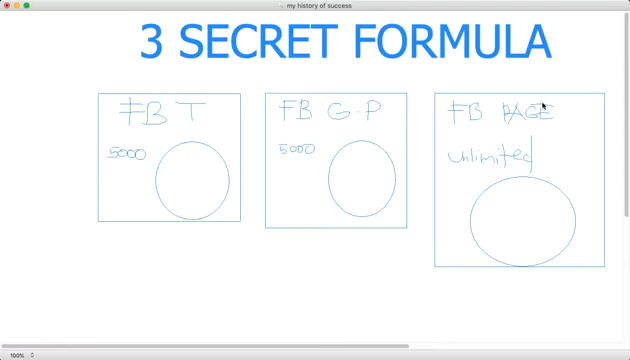 my history of success
3 SECRET FORMULA
FB T
5000
FB G.P
5000
FB PAGE
unlimited
100%